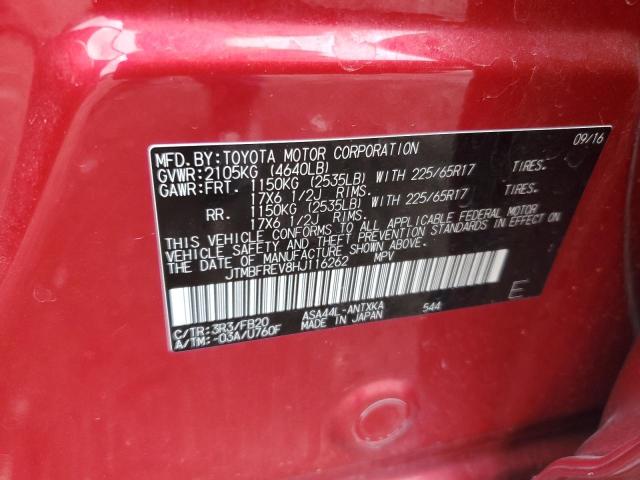 MFD. BY: TOYOTA MOTOR CORPORATION 09/16
GVWR: 2105KG (4640LB)
GAWR: FRT. 1150KG (2535LB) WITH 225/65R17 TIRES.
17X6 1/2J RIMS.
RR. 1150KG (2535LB) WITH 225/65R17 TIRES.
17X6 1/2J RIMS.
THIS VEHICLE CONFORMS TO ALL APPLICABLE FEDERAL MOTOR
VEHICLE SAFETY AND THEFT PREVENTION STANDARDS IN EFFECT ON
THE DATE OF MANUFACTURE SHOWN ABOVE.
JTMBFREV8HJ116262 MPV
E
C/TR: 3R3/FB20 ASA44L-ANTXKA 544
A/TM: -03A/U760F MADE IN JAPAN